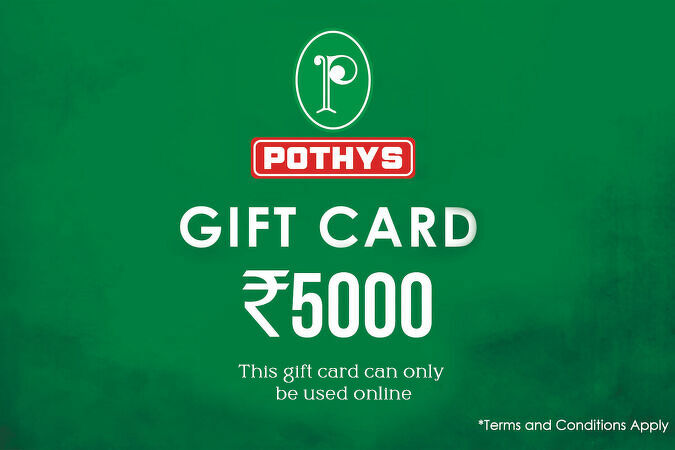 P
POTHYS
GIFT CARD
₹5000
This gift card can only
be used online
*Terms and Conditions Apply